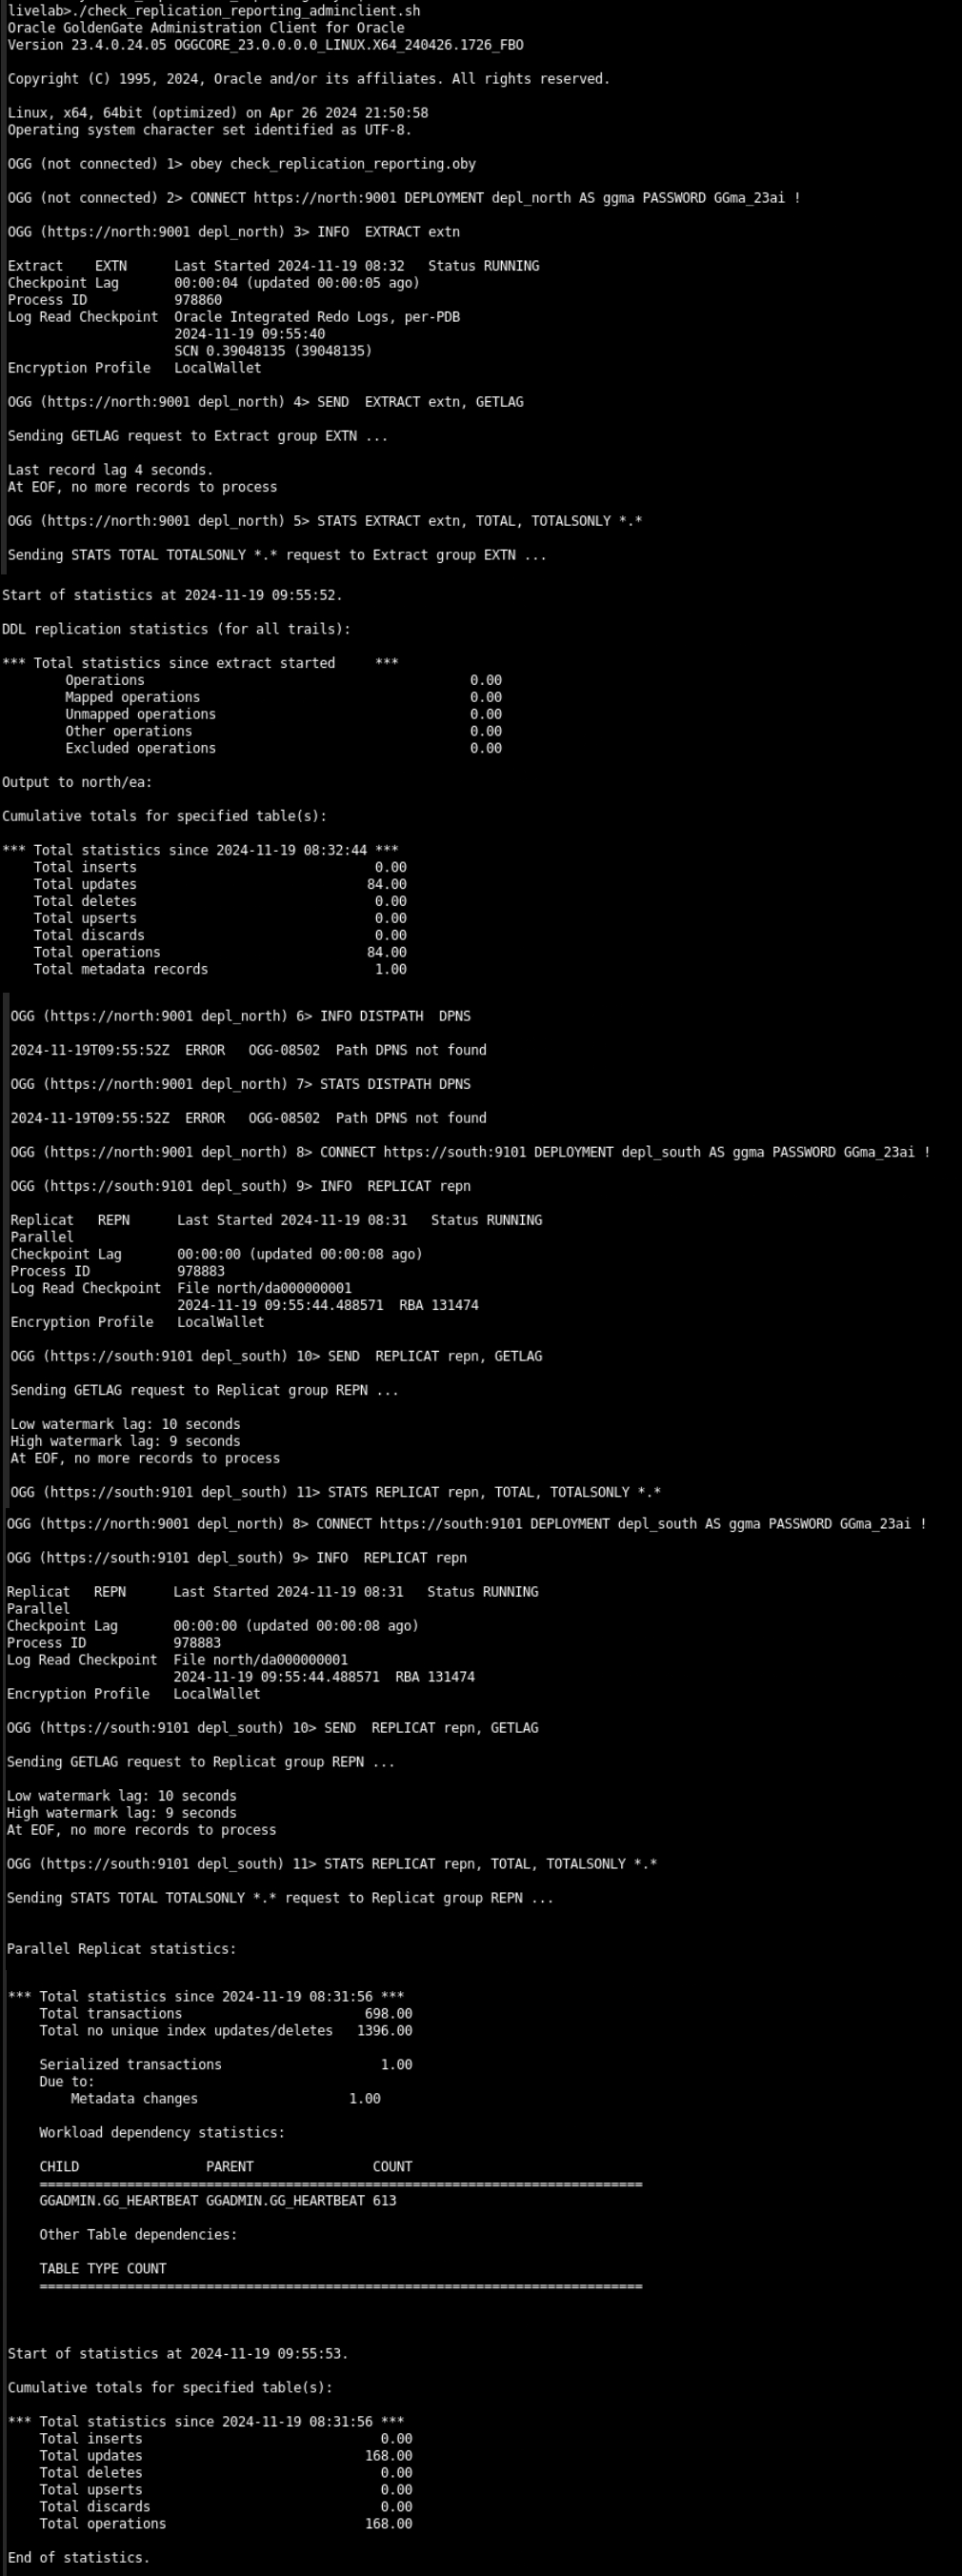 livelab>./check_replication_reporting_adminclient.sh
Oracle GoldenGate Administration Client for Oracle
Version 23.4.0.24.05 OGGCORE_23.0.0.0.0_LINUX.X64_240426.1726_FBO
Copyright (C) 1995, 2024, Oracle and/or its affiliates. All rights reserved.
Linux, x64, 64bit (optimized) on Apr 26 2024 21:50:58
Operating system character set identified as UTF-8.
OGG (not connected) 1> obey check_replication_reporting.oby
OGG (not connected) 2> CONNECT https://north:9001 DEPLOYMENT depl_north AS ggma PASSWORD GGma_23ai !
OGG (https://north:9001 depl_north) 3> INFO  EXTRACT extn
Extract    EXTN      Last Started 2024-11-19 08:32   Status RUNNING
Checkpoint Lag       00:00:04 (updated 00:00:05 ago)
Process ID           978860
Log Read Checkpoint  Oracle Integrated Redo Logs, per-PDB
                     2024-11-19 09:55:40
                     SCN 0.39048135 (39048135)
Encryption Profile   LocalWallet
OGG (https://north:9001 depl_north) 4> SEND  EXTRACT extn, GETLAG
Sending GETLAG request to Extract group EXTN ...
Last record lag 4 seconds.
At EOF, no more records to process
OGG (https://north:9001 depl_north) 5> STATS EXTRACT extn, TOTAL, TOTALSONLY *.*
Sending STATS TOTAL TOTALSONLY *.* request to Extract group EXTN ...
Start of statistics at 2024-11-19 09:55:52.
DDL replication statistics (for all trails):
*** Total statistics since extract started     ***
        Operations                                         0.00
        Mapped operations                                  0.00
        Unmapped operations                                0.00
        Other operations                                   0.00
        Excluded operations                                0.00
Output to north/ea:
Cumulative totals for specified table(s):
*** Total statistics since 2024-11-19 08:32:44 ***
    Total inserts                              0.00
    Total updates                             84.00
    Total deletes                              0.00
    Total upserts                              0.00
    Total discards                             0.00
    Total operations                          84.00
    Total metadata records                     1.00
OGG (https://north:9001 depl_north) 6> INFO DISTPATH  DPNS
2024-11-19T09:55:52Z  ERROR   OGG-08502  Path DPNS not found
OGG (https://north:9001 depl_north) 7> STATS DISTPATH DPNS
2024-11-19T09:55:52Z  ERROR   OGG-08502  Path DPNS not found
OGG (https://north:9001 depl_north) 8> CONNECT https://south:9101 DEPLOYMENT depl_south AS ggma PASSWORD GGma_23ai !
OGG (https://south:9101 depl_south) 9> INFO  REPLICAT repn
Replicat   REPN      Last Started 2024-11-19 08:31   Status RUNNING
Parallel
Checkpoint Lag       00:00:00 (updated 00:00:08 ago)
Process ID           978883
Log Read Checkpoint  File north/da000000001
                     2024-11-19 09:55:44.488571  RBA 131474
Encryption Profile   LocalWallet
OGG (https://south:9101 depl_south) 10> SEND  REPLICAT repn, GETLAG
Sending GETLAG request to Replicat group REPN ...
Low watermark lag: 10 seconds
High watermark lag: 9 seconds
At EOF, no more records to process
OGG (https://south:9101 depl_south) 11> STATS REPLICAT repn, TOTAL, TOTALSONLY *.*
OGG (https://north:9001 depl_north) 8> CONNECT https://south:9101 DEPLOYMENT depl_south AS ggma PASSWORD GGma_23ai !
OGG (https://south:9101 depl_south) 9> INFO  REPLICAT repn
Replicat   REPN      Last Started 2024-11-19 08:31   Status RUNNING
Parallel
Checkpoint Lag       00:00:00 (updated 00:00:08 ago)
Process ID           978883
Log Read Checkpoint  File north/da000000001
                     2024-11-19 09:55:44.488571  RBA 131474
Encryption Profile   LocalWallet
OGG (https://south:9101 depl_south) 10> SEND  REPLICAT repn, GETLAG
Sending GETLAG request to Replicat group REPN ...
Low watermark lag: 10 seconds
High watermark lag: 9 seconds
At EOF, no more records to process
OGG (https://south:9101 depl_south) 11> STATS REPLICAT repn, TOTAL, TOTALSONLY *.*
Sending STATS TOTAL TOTALSONLY *.* request to Replicat group REPN ...
Parallel Replicat statistics:
*** Total statistics since 2024-11-19 08:31:56 ***
    Total transactions                       698.00
    Total no unique index updates/deletes   1396.00
    Serialized transactions                    1.00
    Due to:
        Metadata changes                   1.00
    Workload dependency statistics:
    CHILD                PARENT               COUNT
    ============================================================================
    GGADMIN.GG_HEARTBEAT GGADMIN.GG_HEARTBEAT 613
    Other Table dependencies:
    TABLE TYPE COUNT
    ============================================================================
Start of statistics at 2024-11-19 09:55:53.
Cumulative totals for specified table(s):
*** Total statistics since 2024-11-19 08:31:56 ***
    Total inserts                              0.00
    Total updates                            168.00
    Total deletes                              0.00
    Total upserts                              0.00
    Total discards                             0.00
    Total operations                         168.00
End of statistics.